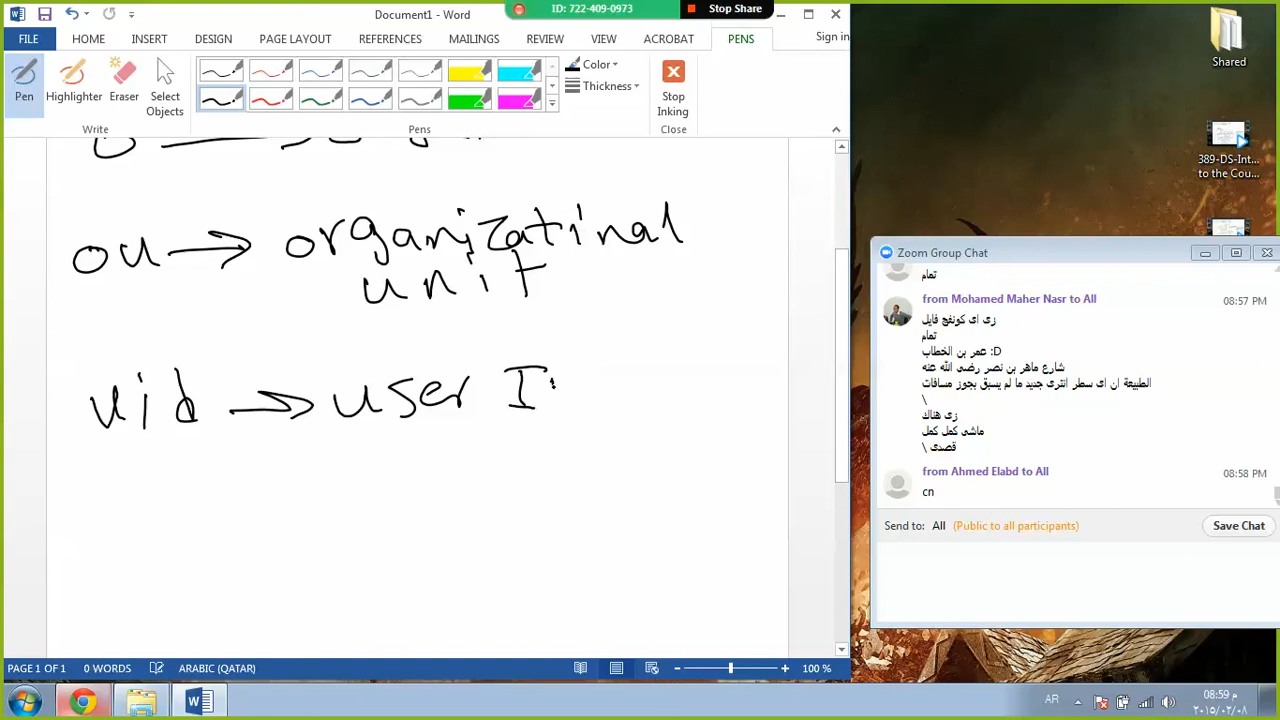 Document1 - Word
ID: 722-409-0973
Stop Share
FILE
HOME
INSERT
DESIGN
PAGE LAYOUT
REFERENCES
MAILINGS
REVIEW
VIEW
ACROBAT
PENS
Sign in
Pen
Highlighter
Eraser
Select
Objects
Color
Thickness
Stop
Inking
Write
Pens
Close
ou → organizatinal
unit
uid → user I
PAGE 1 OF 1
0 WORDS
ARABIC (QATAR)
100 %
Shared
389-DS-Int...
to the Cou...
Zoom Group Chat
تمام
from Mohamed Maher Nasr to All
08:57 PM
زى اى كونفج فايل
تمام
عمر بن الخطاب :D
شارع ماهر بن نصر رضى الله عنه
الطبيعة ان اى سطر انترى جديد ما لم يسبق بجوز مسافات
\
زى هناك
ماشى كمل كمل
قصدى \
from Ahmed Elabd to All
08:58 PM
cn
Send to: All (Public to all participants)
Save Chat
AR
08:59 م
٢٠١٥/٠٢/٠٨